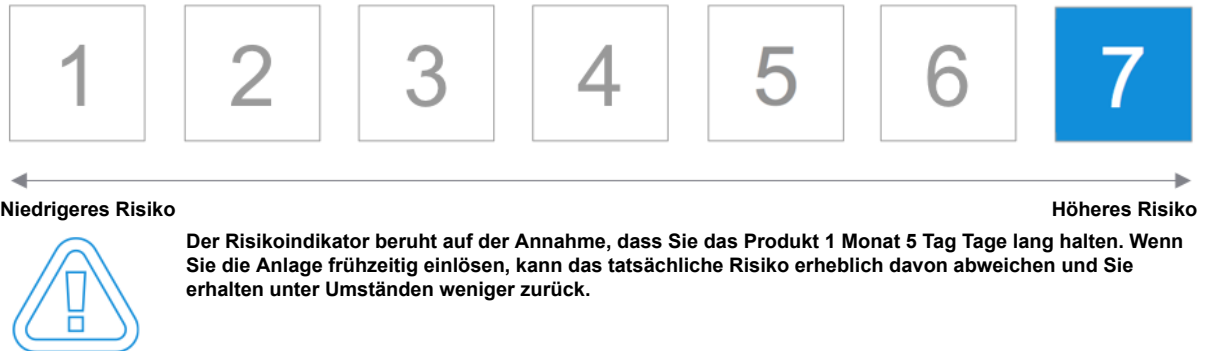 1 2 3 4 5 6 7
Niedrigeres Risiko Höheres Risiko
Der Risikoindikator beruht auf der Annahme, dass Sie das Produkt 1 Monat 5 Tag Tage lang halten. Wenn
Sie die Anlage frühzeitig einlösen, kann das tatsächliche Risiko erheblich davon abweichen und Sie
erhalten unter Umständen weniger zurück.